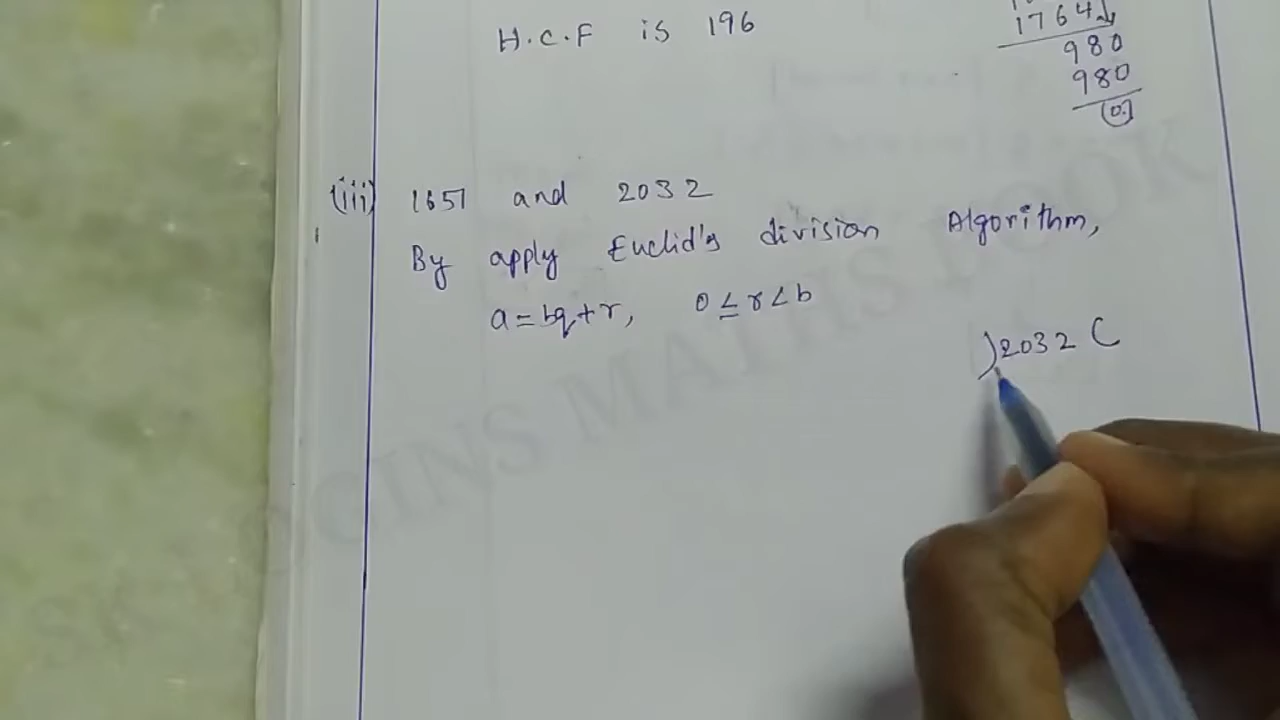 H.C.F is 196
1764
980
980
0
(iii) 1651 and 2032
By apply Euclid's division Algorithm,
a = bq + r, 0 ≤ r < b
)2032(